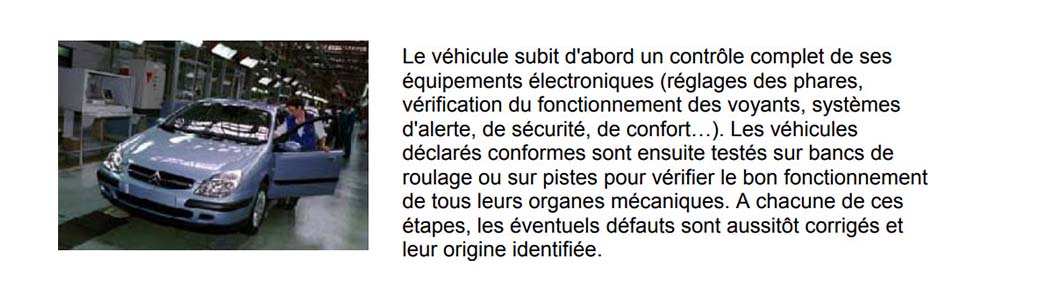 Le véhicule subit d'abord un contrôle complet de ses
équipements électroniques (réglages des phares,
vérification du fonctionnement des voyants, systèmes
d'alerte, de sécurité, de confort…). Les véhicules
déclarés conformes sont ensuite testés sur bancs de
roulage ou sur pistes pour vérifier le bon fonctionnement
de tous leurs organes mécaniques. A chacune de ces
étapes, les éventuels défauts sont aussitôt corrigés et
leur origine identifiée.